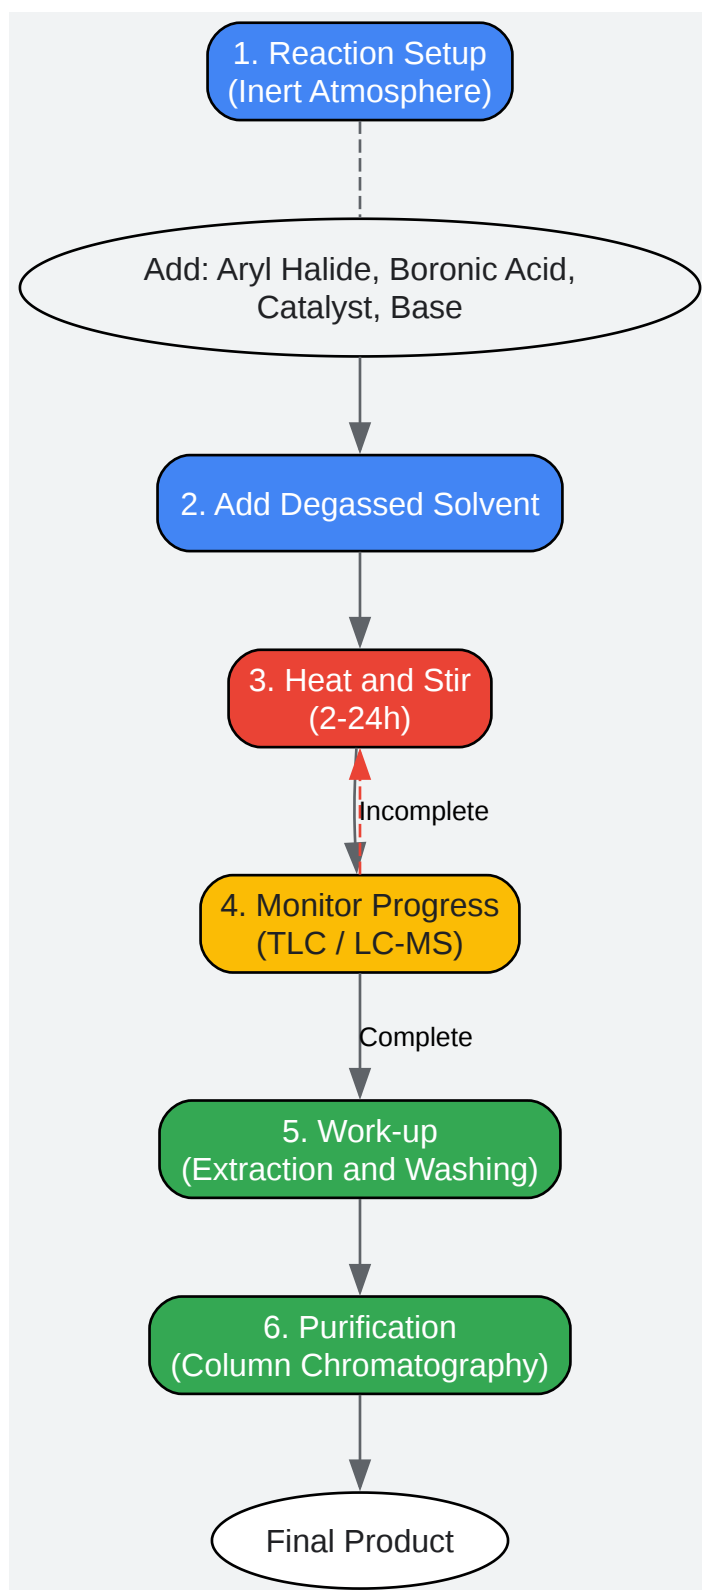 1. Reaction Setup
(Inert Atmosphere)
Add: Aryl Halide, Boronic Acid,
Catalyst, Base
2. Add Degassed Solvent
3. Heat and Stir
(2-24h)
Incomplete
4. Monitor Progress
(TLC / LC-MS)
Complete
5. Work-up
(Extraction and Washing)
6. Purification
(Column Chromatography)
Final Product